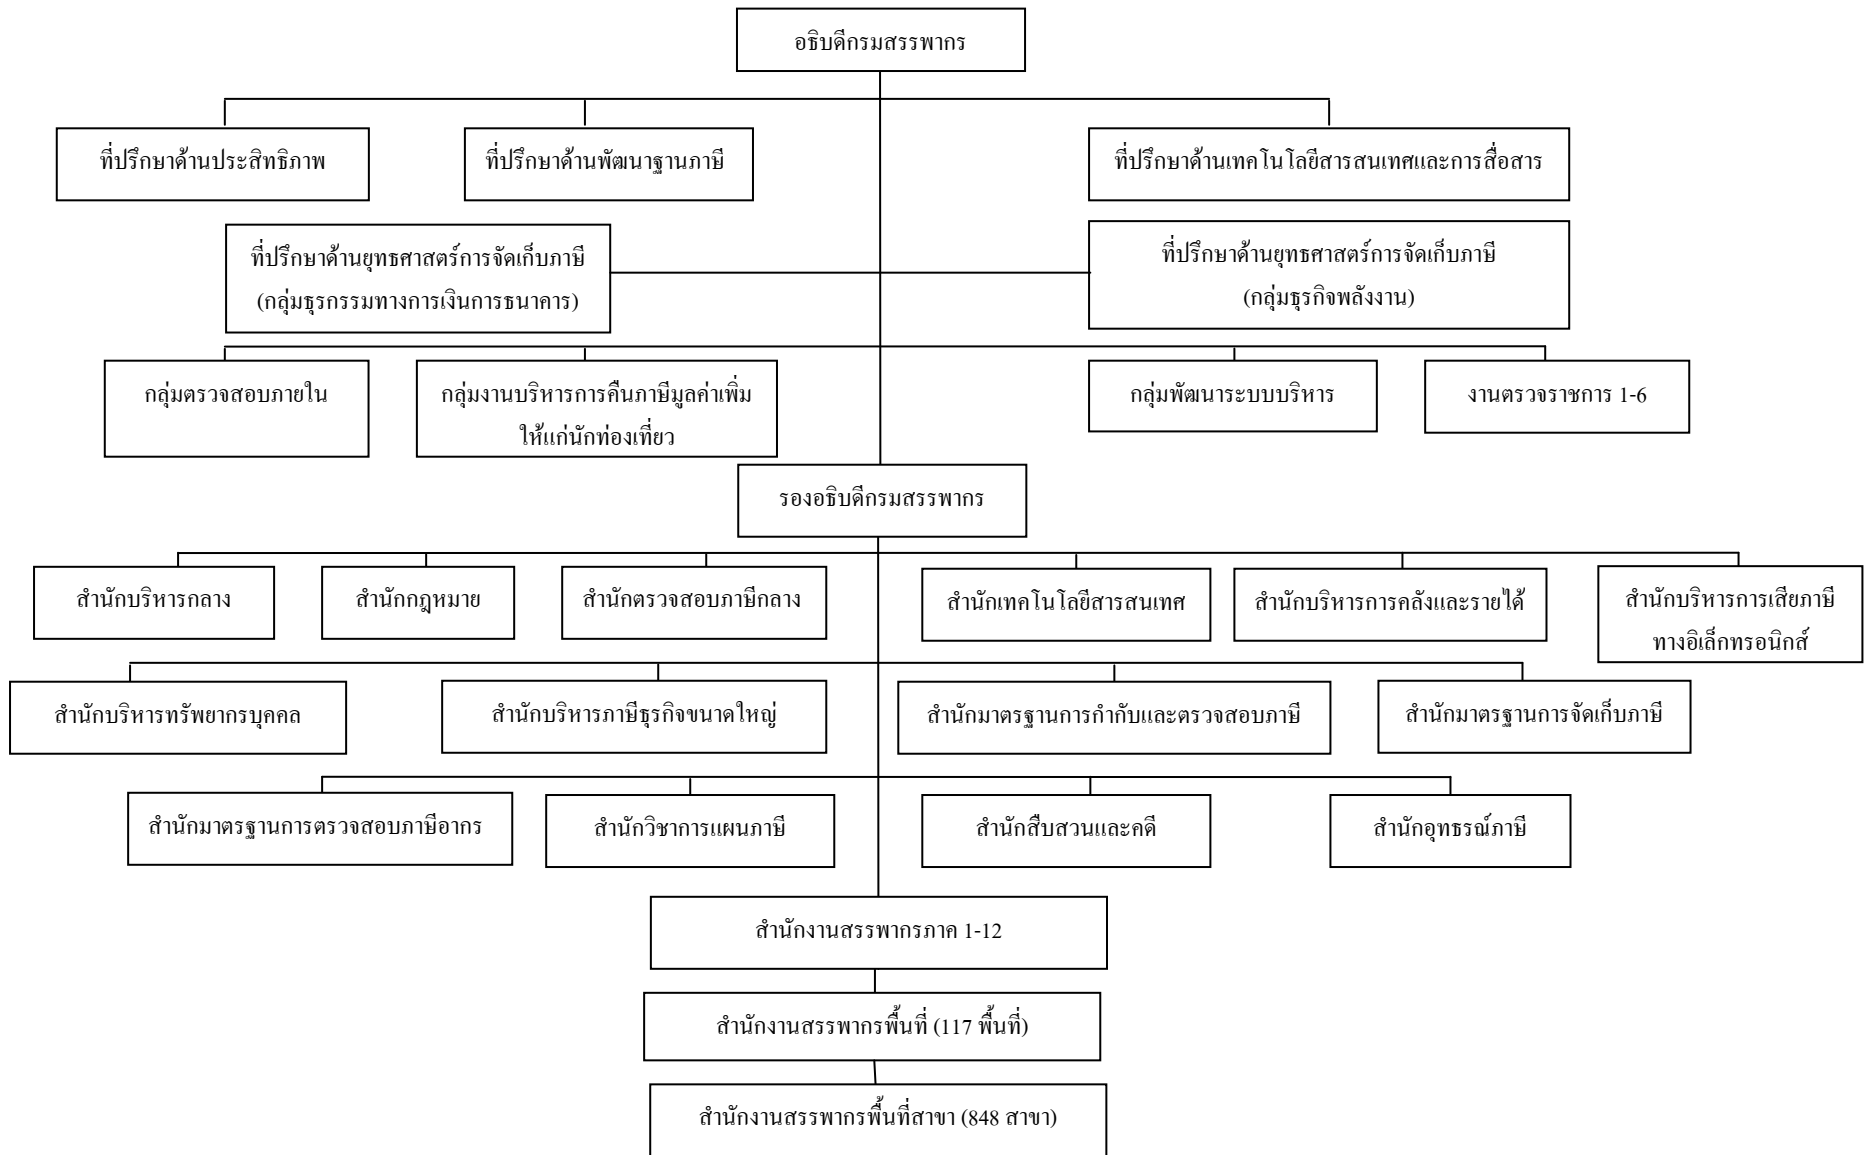 อธิบดีกรมสรรพากร
ที่ปรึกษาด้านประสิทธิภาพ
ที่ปรึกษาด้านพัฒนาฐานภาษี
ที่ปรึกษาด้านเทคโนโลยีสารสนเทศและการสื่อสาร
ที่ปรึกษาด้านยุทธศาสตร์การจัดเก็บภาษี
(กลุ่มธุรกรรมทางการเงินการธนาคาร)
ที่ปรึกษาด้านยุทธศาสตร์การจัดเก็บภาษี
(กลุ่มธุรกิจพลังงาน)
กลุ่มตรวจสอบภายใน
กลุ่มงานบริหารการคืนภาษีมูลค่าเพิ่ม
ให้แก่นักท่องเที่ยว
กลุ่มพัฒนาระบบบริหาร
งานตรวจราชการ 1-6
รองอธิบดีกรมสรรพากร
สำนักบริหารกลาง
สำนักกฎหมาย
สำนักตรวจสอบภาษีกลาง
สำนักเทคโนโลยีสารสนเทศ
สำนักบริหารการคลังและรายได้
สำนักบริหารการเสียภาษี
ทางอิเล็กทรอนิกส์
สำนักบริหารทรัพยากรบุคคล
สำนักบริหารภาษีธุรกิจขนาดใหญ่
สำนักมาตรฐานการกำกับและตรวจสอบภาษี
สำนักมาตรฐานการจัดเก็บภาษี
สำนักมาตรฐานการตรวจสอบภาษีอากร
สำนักวิชาการแผนภาษี
สำนักสืบสวนและคดี
สำนักอุทธรณ์ภาษี
สำนักงานสรรพากรภาค 1-12
สำนักงานสรรพากรพื้นที่ (117 พื้นที่)
สำนักงานสรรพากรพื้นที่สาขา (848 สาขา)